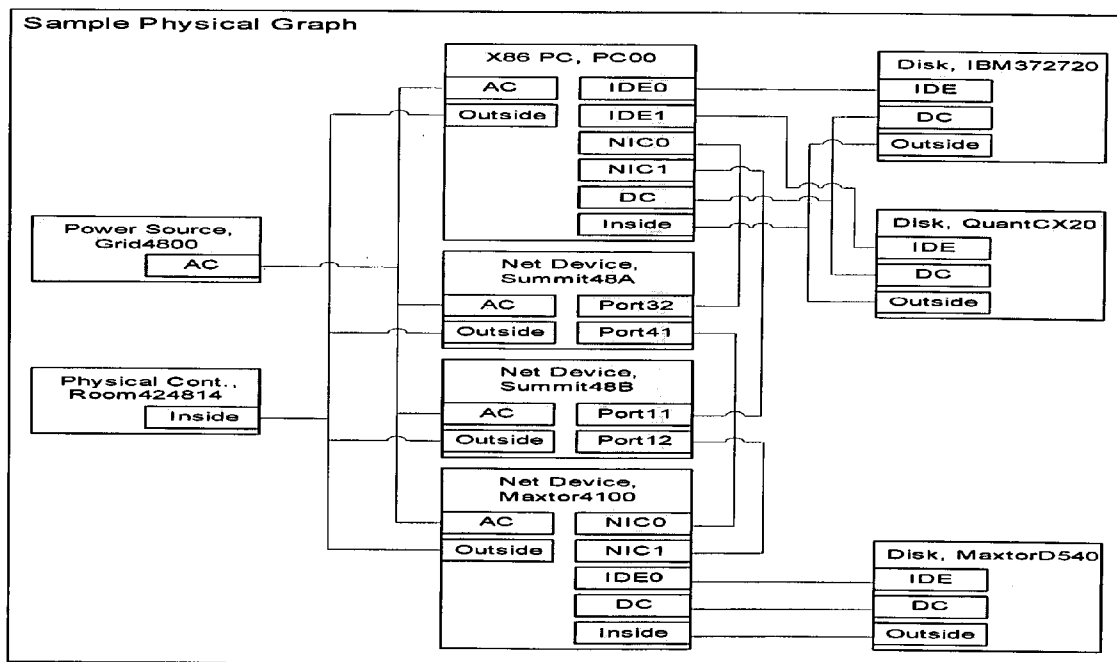 Sample Physical Graph
X86 PC, PC00
AC
IDE0
Outside
IDE1
NIC0
NIC1
DC
Inside
Disk, IBM372720
IDE
DC
Outside
Disk, QuantCX20
IDE
DC
Outside
Power Source,
Grid4800
AC
Physical Cont.,
Room424814
Inside
Net Device,
Summit48A
AC
Port32
Outside
Port41
Net Device,
Summit48B
AC
Port11
Outside
Port12
Net Device,
Maxtor4100
AC
NIC0
Outside
NIC1
IDE0
DC
Inside
Disk, MaxtorD540
IDE
DC
Outside